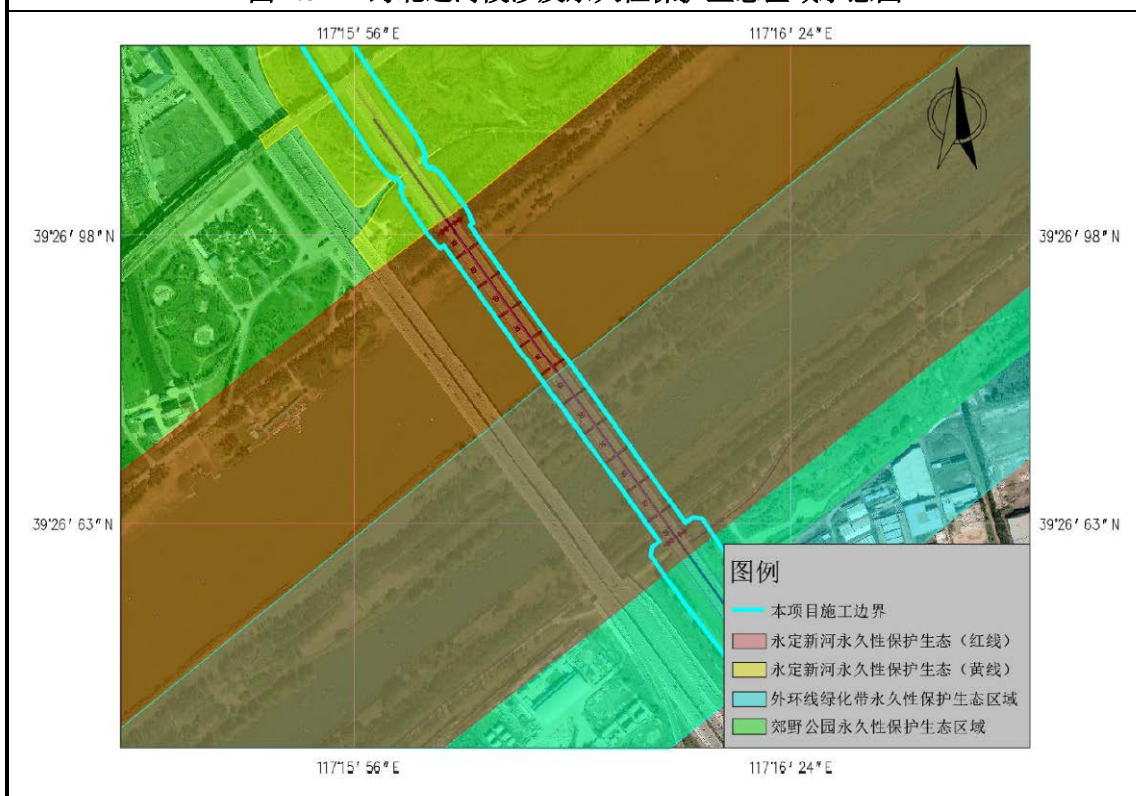 117°15′ 56″ E
117°16′ 24″ E
39°26′ 98″ N
39°26′ 98″ N
39°26′ 63″ N
39°26′ 63″ N
图例
本项目施工边界
永定新河永久性保护生态（红线）
永定新河永久性保护生态（黄线）
外环线绿化带永久性保护生态区域
郊野公园永久性保护生态区域
117°15′ 56″ E
117°16′ 24″ E